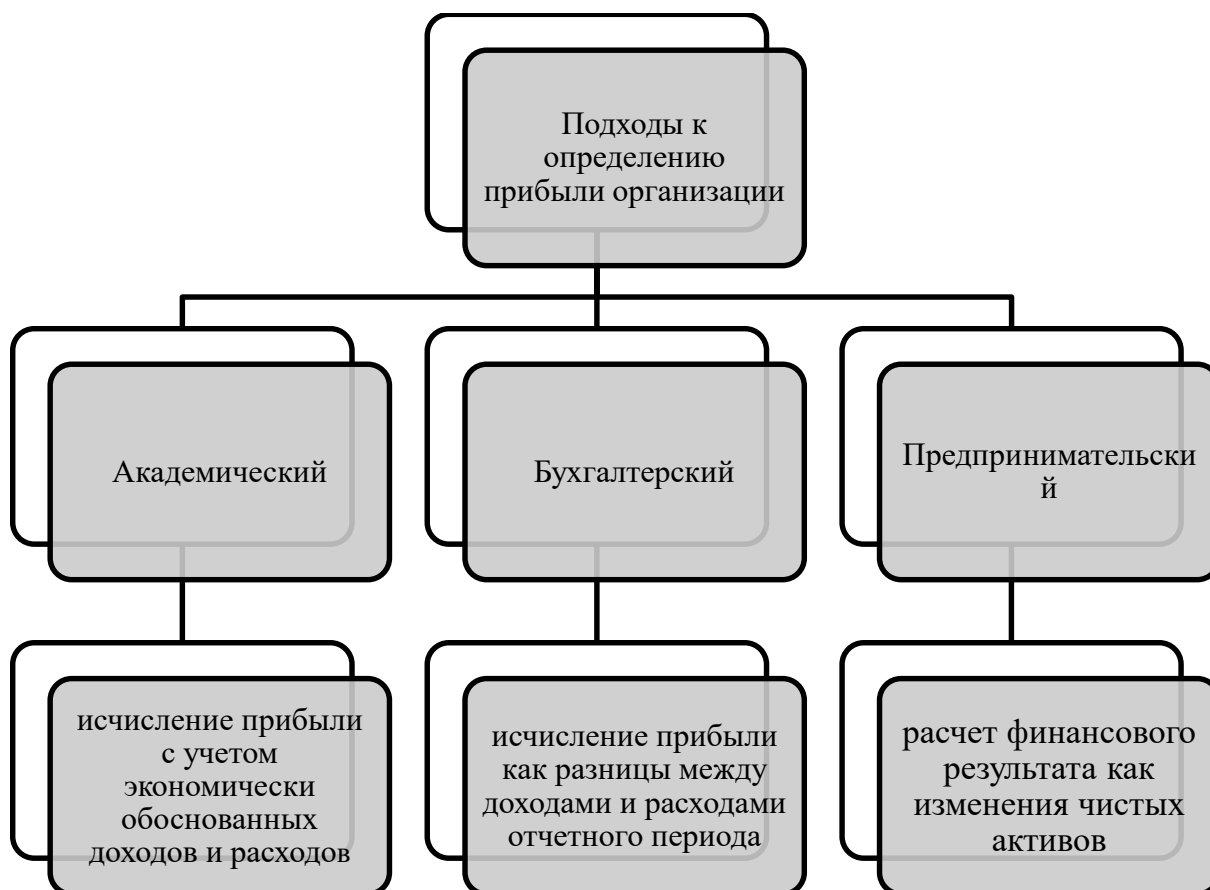 Подходы к
определению
прибыли организации
Академический
Бухгалтерский
Предпринимательски
й
исчисление прибыли
с учетом
экономически
обоснованных
доходов и расходов
исчисление прибыли
как разницы между
доходами и расходами
отчетного периода
расчет финансового
результата как
изменения чистых
активов